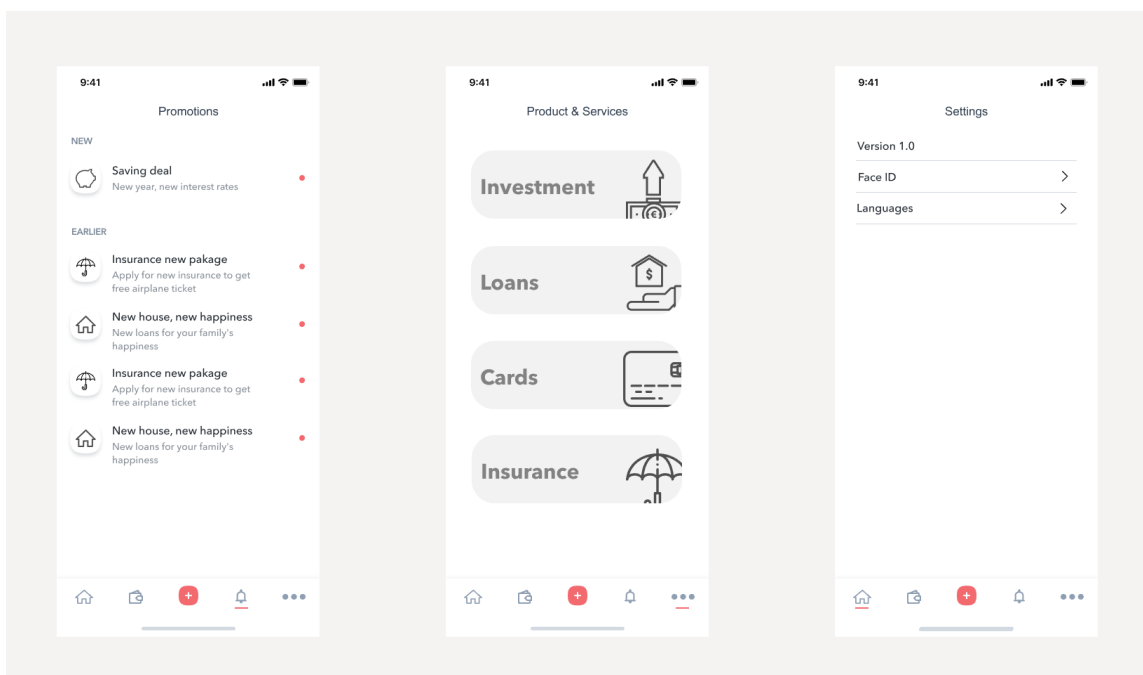 9:41
Promotions
NEW
Saving deal
New year, new interest rates
EARLIER
Insurance new pakage
Apply for new insurance to get
free airplane ticket
New house, new happiness
New loans for your family's
happiness
Insurance new pakage
Apply for new insurance to get
free airplane ticket
New house, new happiness
New loans for your family's
happiness
9:41
Product & Services
Investment
Loans
$
Cards
Insurance
9:41
Settings
Version 1.0
Face ID
Languages